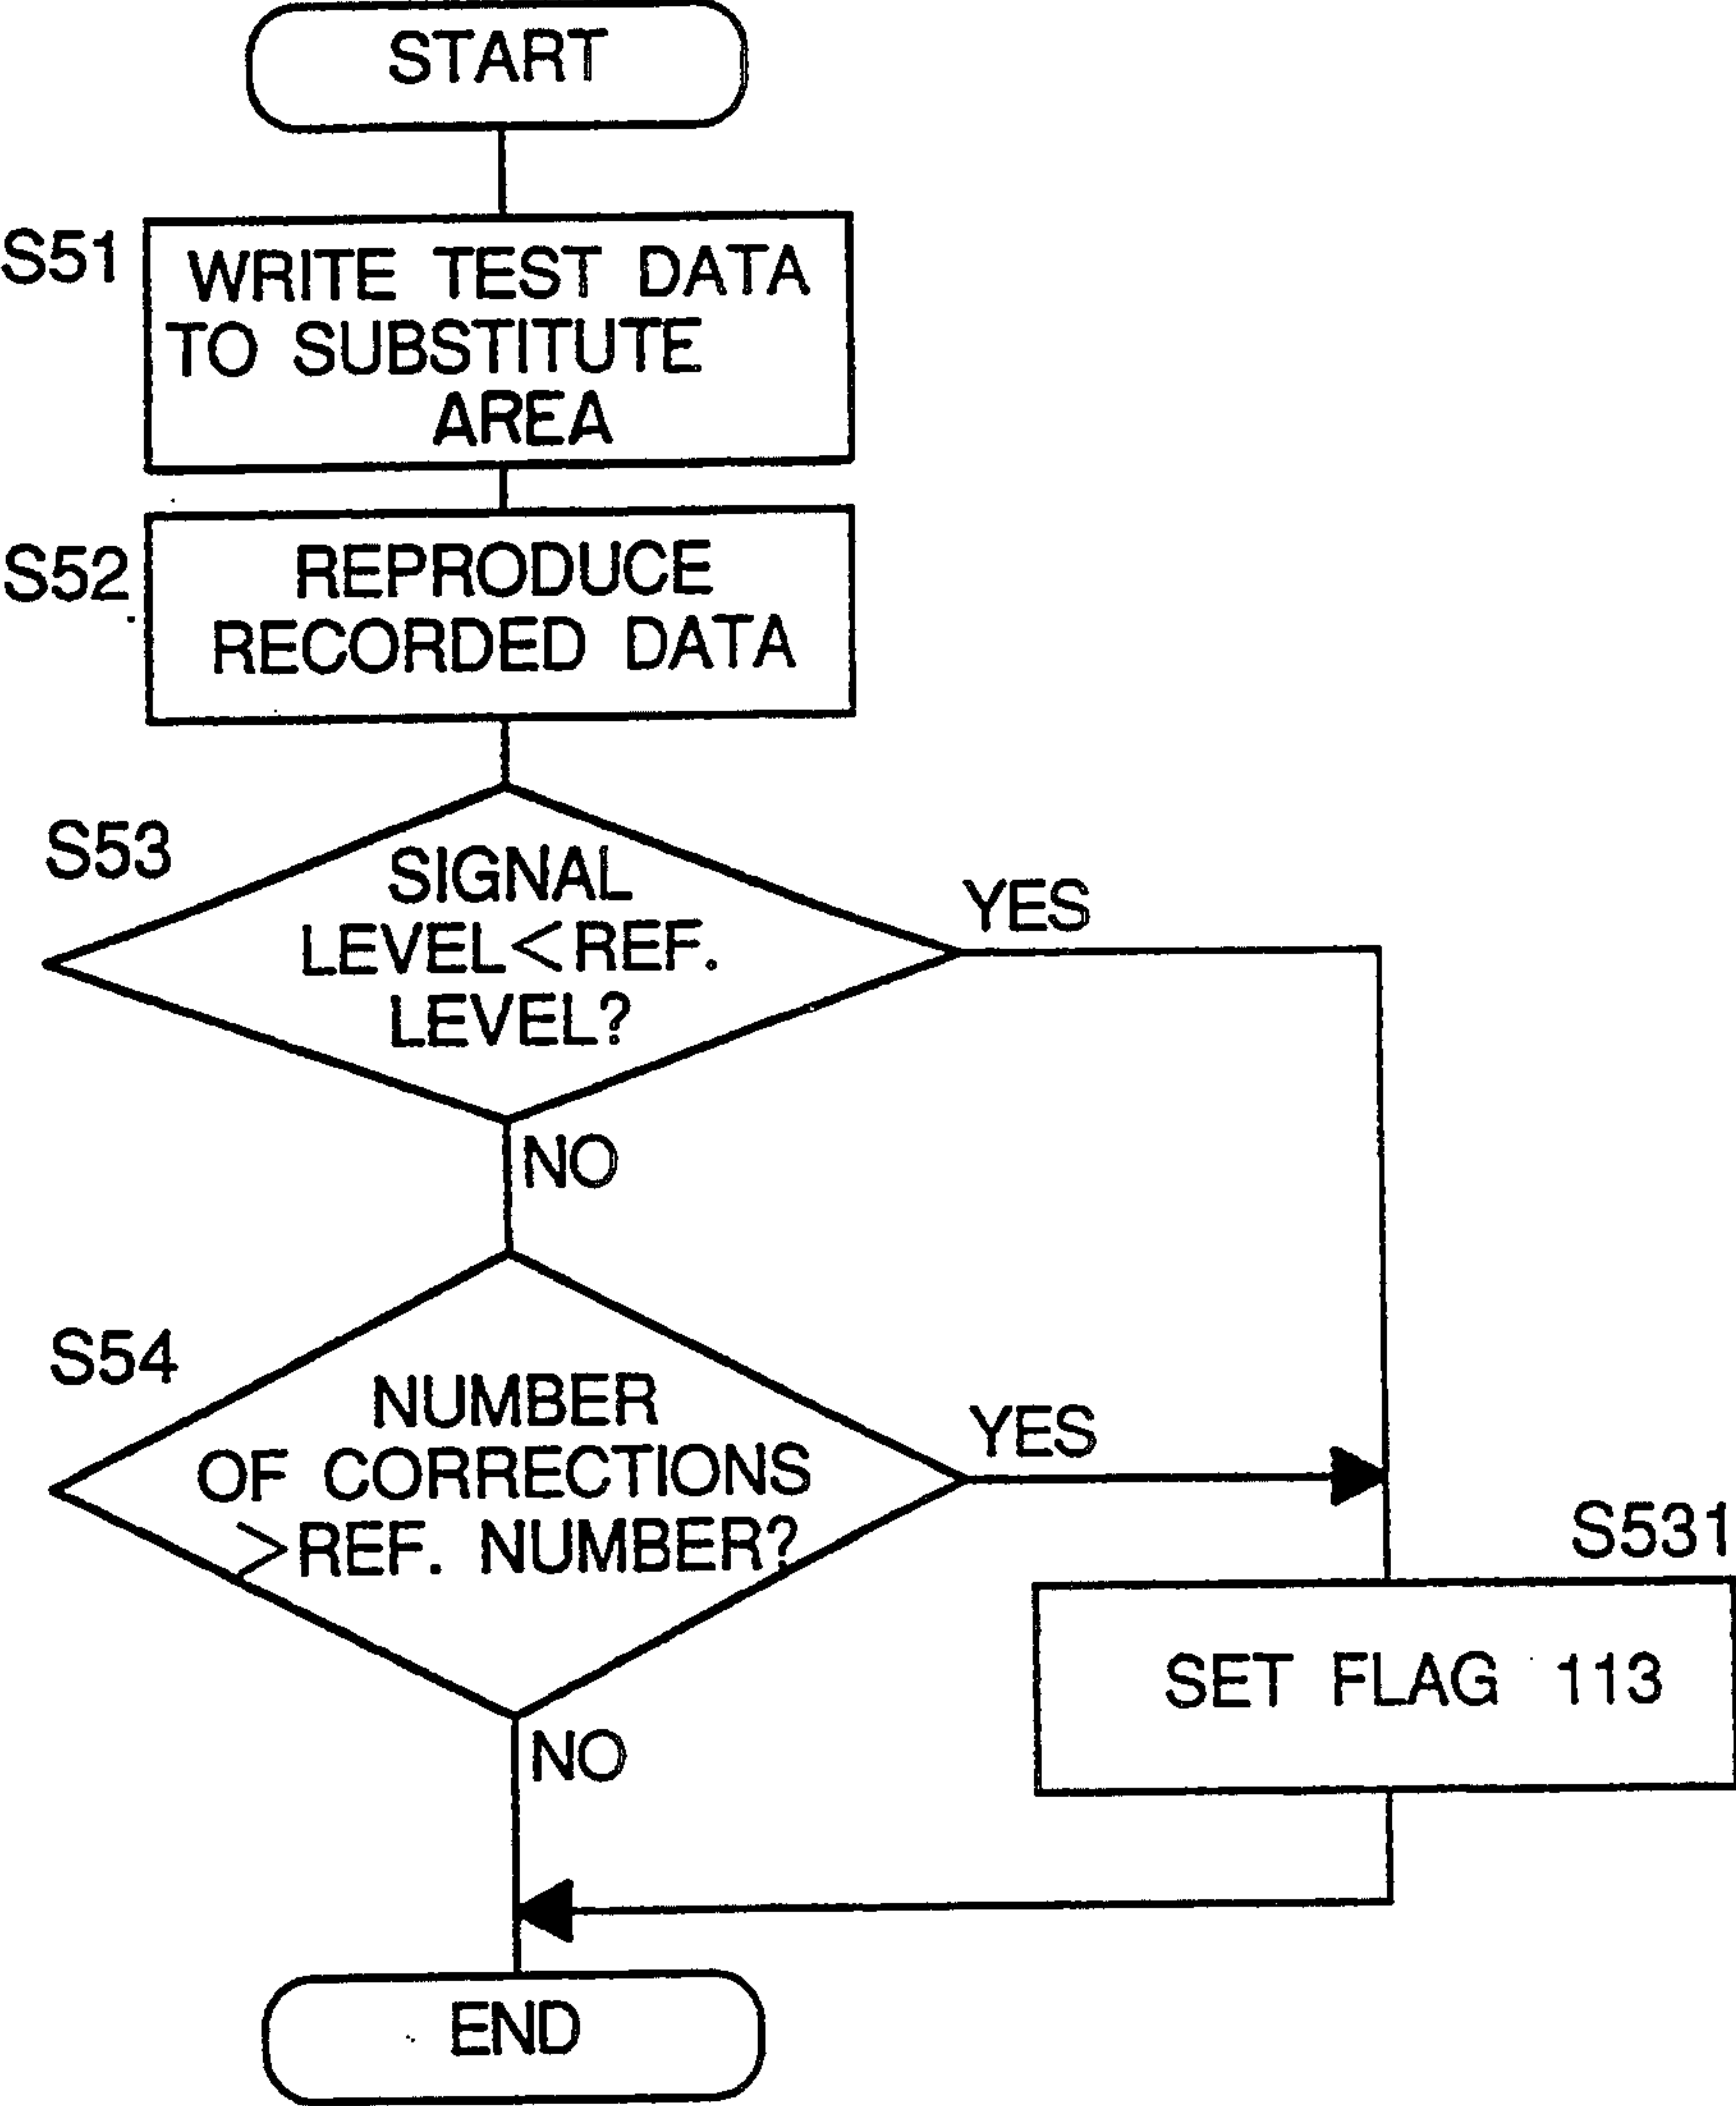 START
S51
WRITE TEST DATA
TO SUBSTITUTE
AREA
S52
REPRODUCE
RECORDED DATA
S53
SIGNAL
LEVEL<REF.
LEVEL?
YES
NO
S54
NUMBER
OF CORRECTIONS
>REF. NUMBER?
YES
S531
SET FLAG 113
NO
END